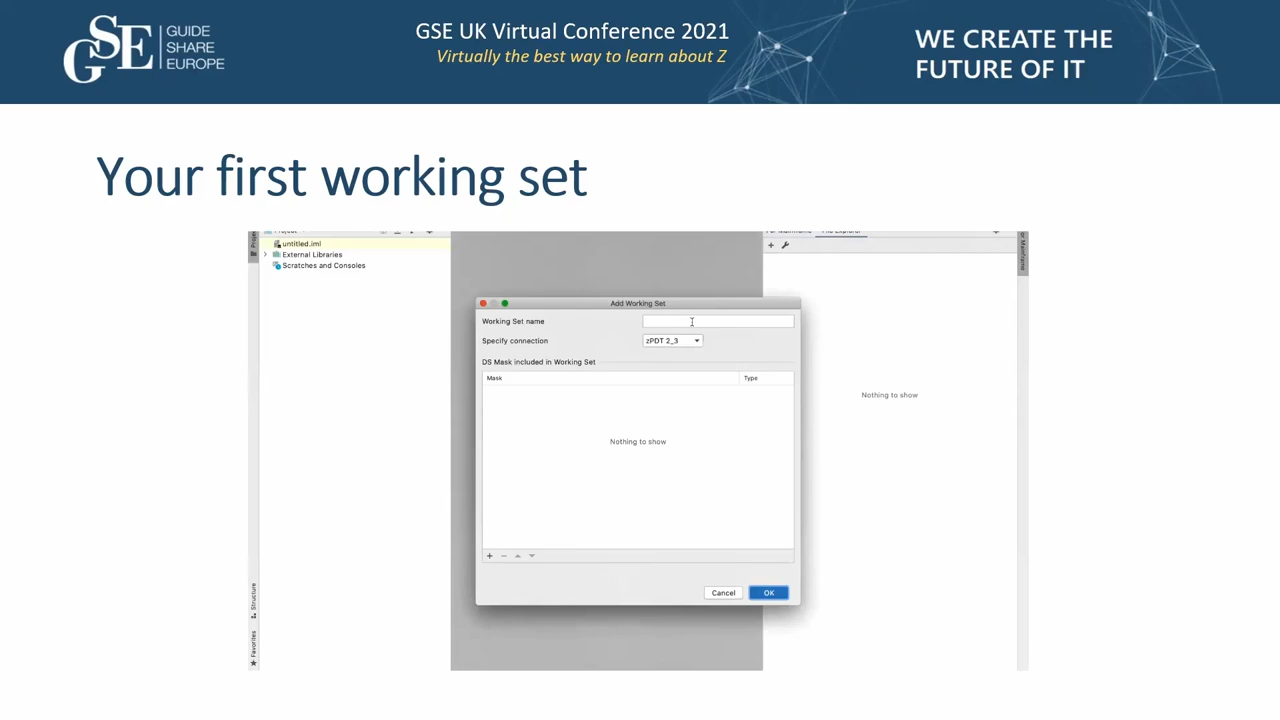 GSE
GUIDE
SHARE
EUROPE
GSE UK Virtual Conference 2021
Virtually the best way to learn about Z
WE CREATE THE
FUTURE OF IT
Your first working set
untitled.iml
External Libraries
Scratches and Consoles
Add Working Set
Working Set name
Specify connection
zPDT 2_3
DS Mask included in Working Set
Mask
Type
Nothing to show
Cancel
OK
Nothing to show
Structure
Favorites